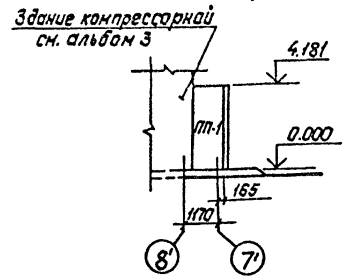 Здание компрессорной
см. альбом 3
4.181
ПП-1
0.000
165
1170
8'
7'